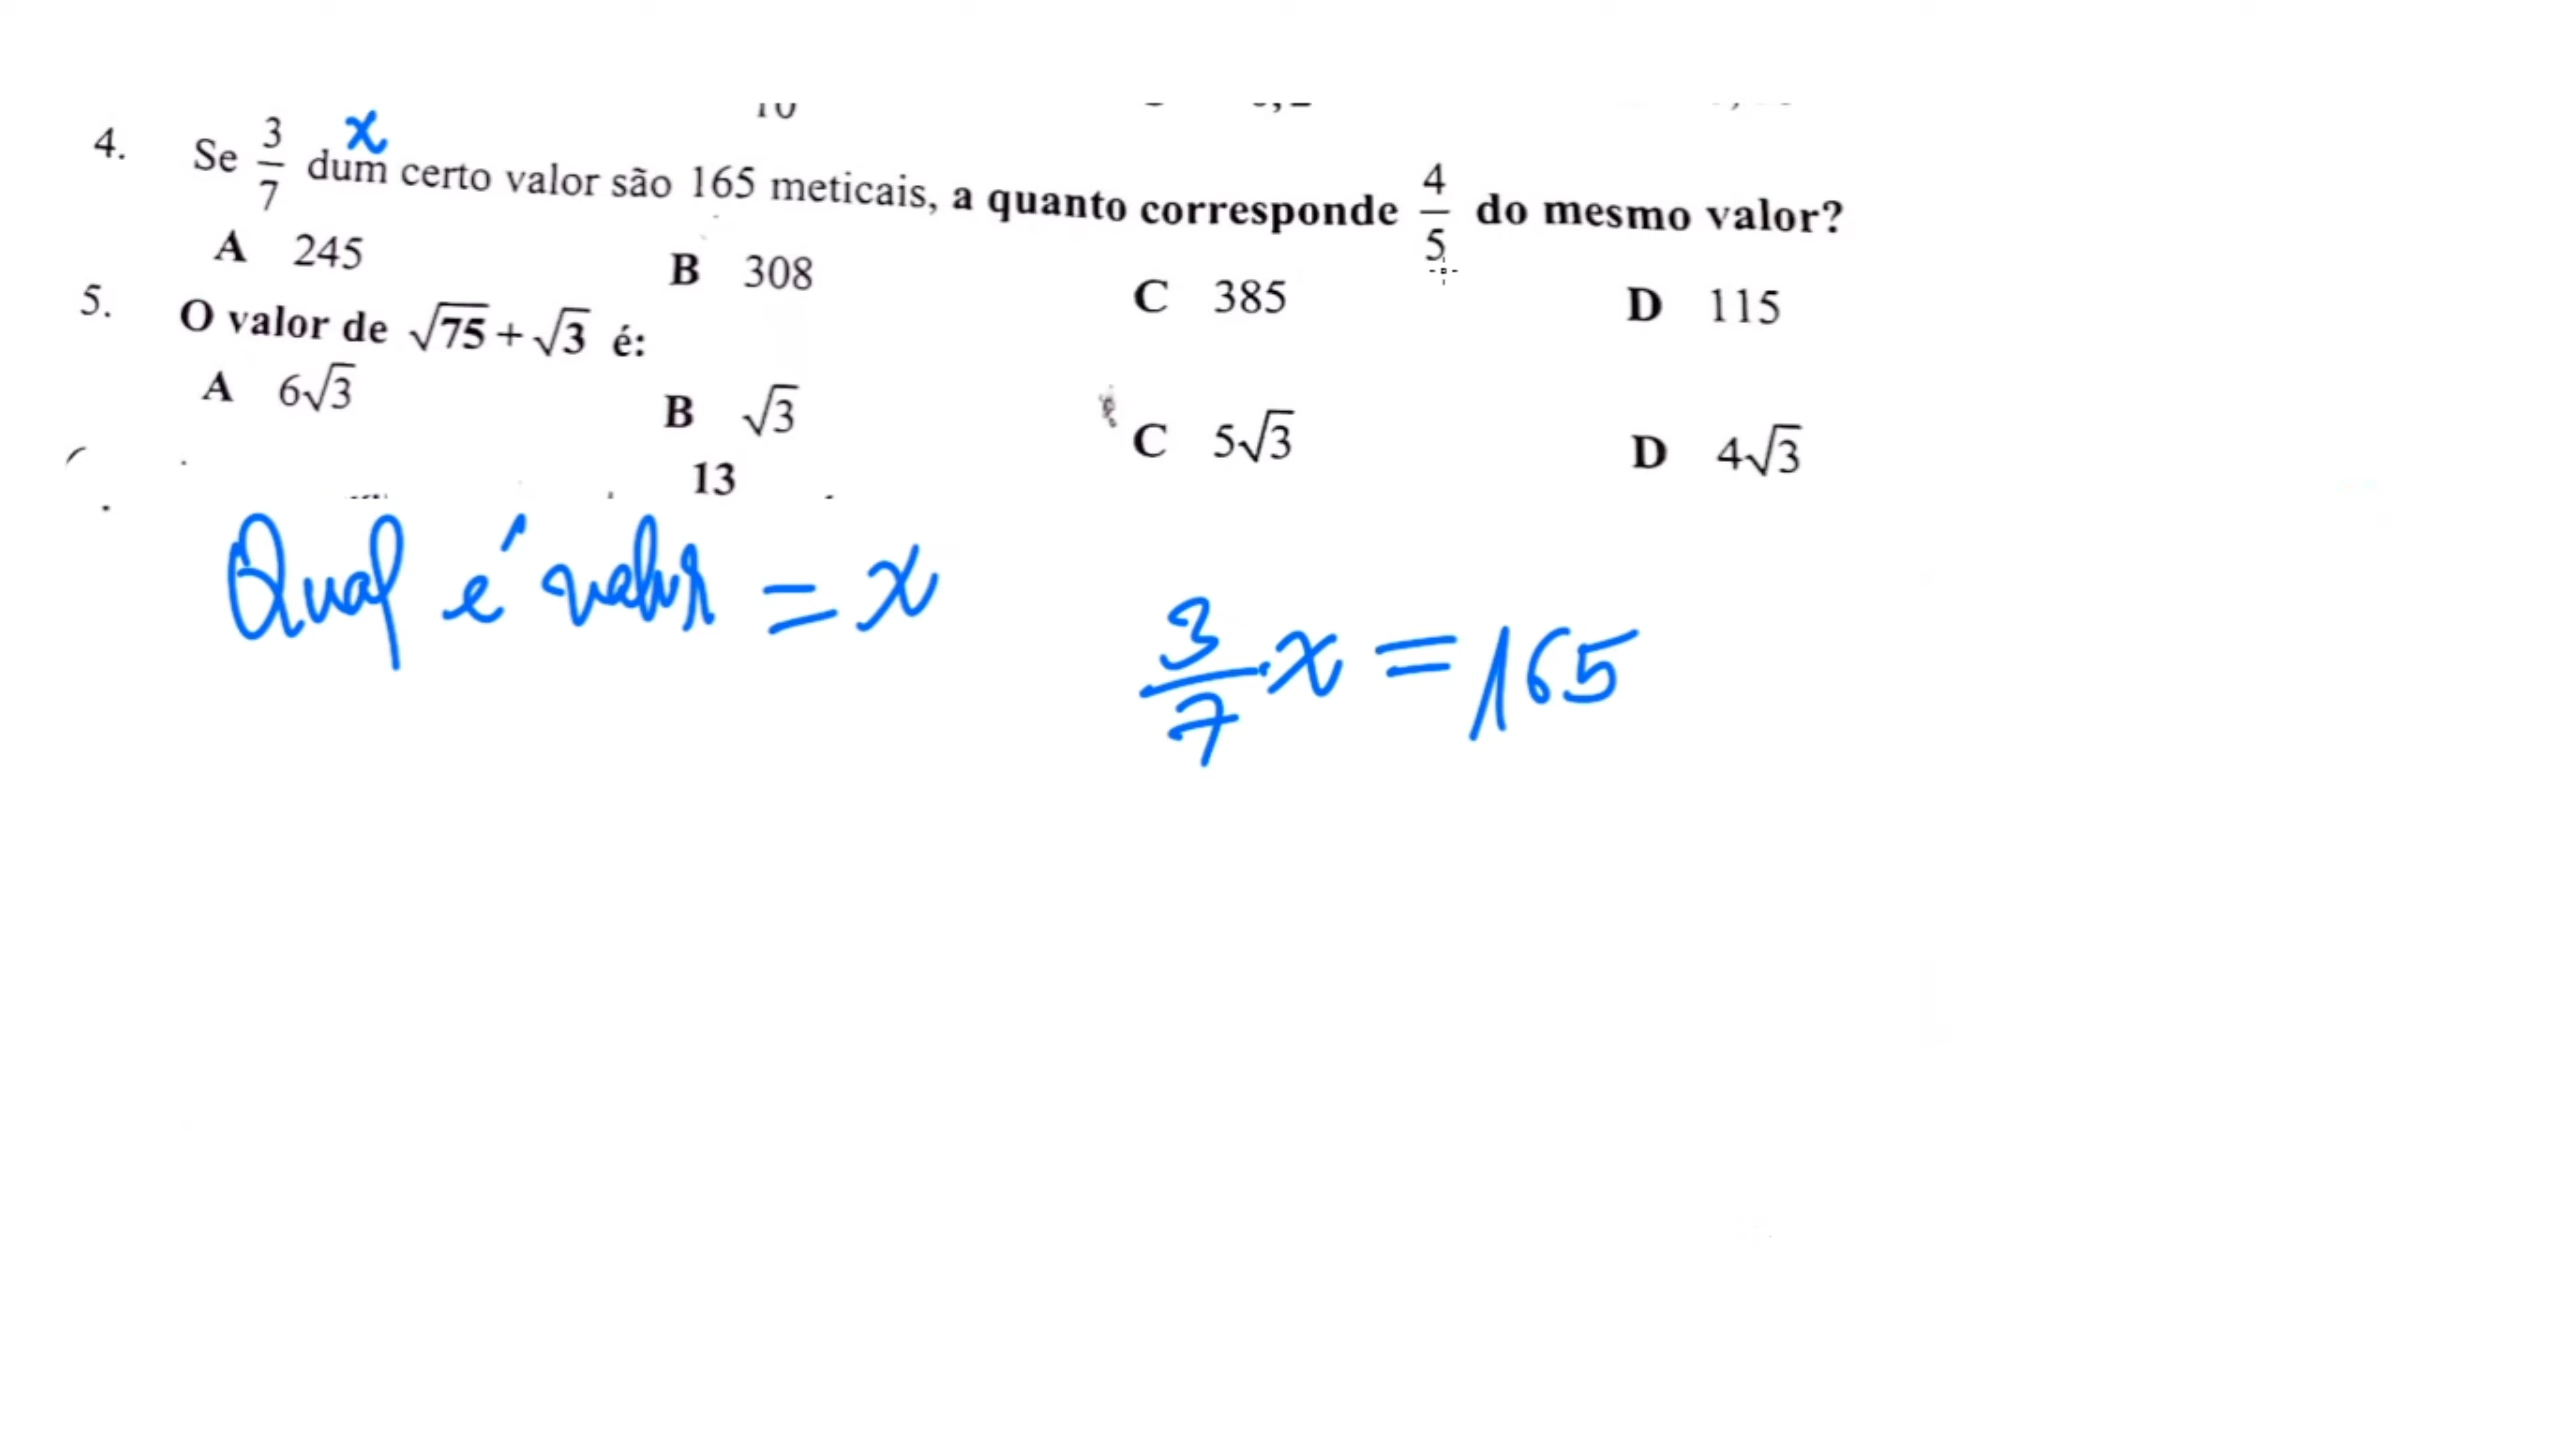 4. Se 3/7 dum x certo valor são 165 meticais, a quanto corresponde 4/5 do mesmo valor?
A 245 B 308 C 385 D 115
5. O valor de √75 + √3 é:
A 6√3 B √3 C 5√3 D 4√3
13
Qual é valor = x
3/7 · x = 165